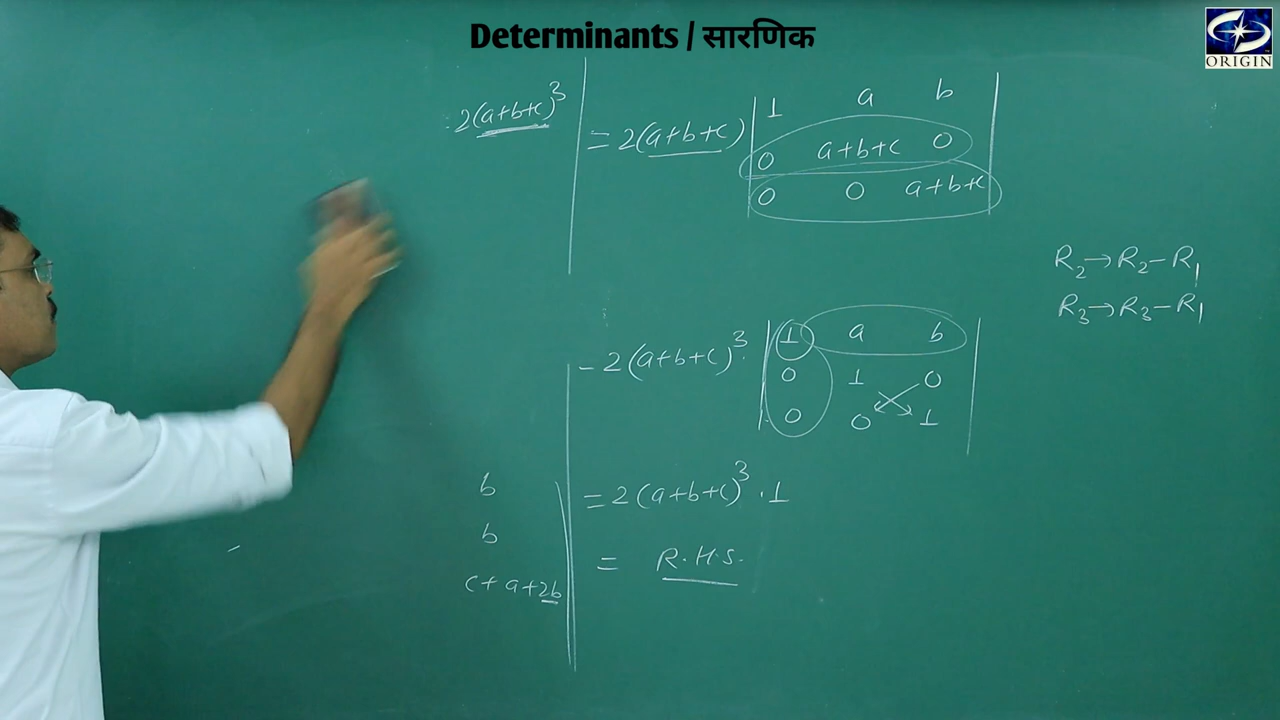 Determinants / सारणिक
ORIGIN
2(a+b+c)³
= 2(a+b+c) | 1 a b |
| 0 a+b+c 0 |
| 0 0 a+b+c |
R₂→R₂-R₁
R₃→R₃-R₁
- 2(a+b+c)³. | 1 a b |
| 0 1 0 |
| 0 0 1 |
b
b
c+a+2b
= 2(a+b+c)³ . 1
= R.H.S.